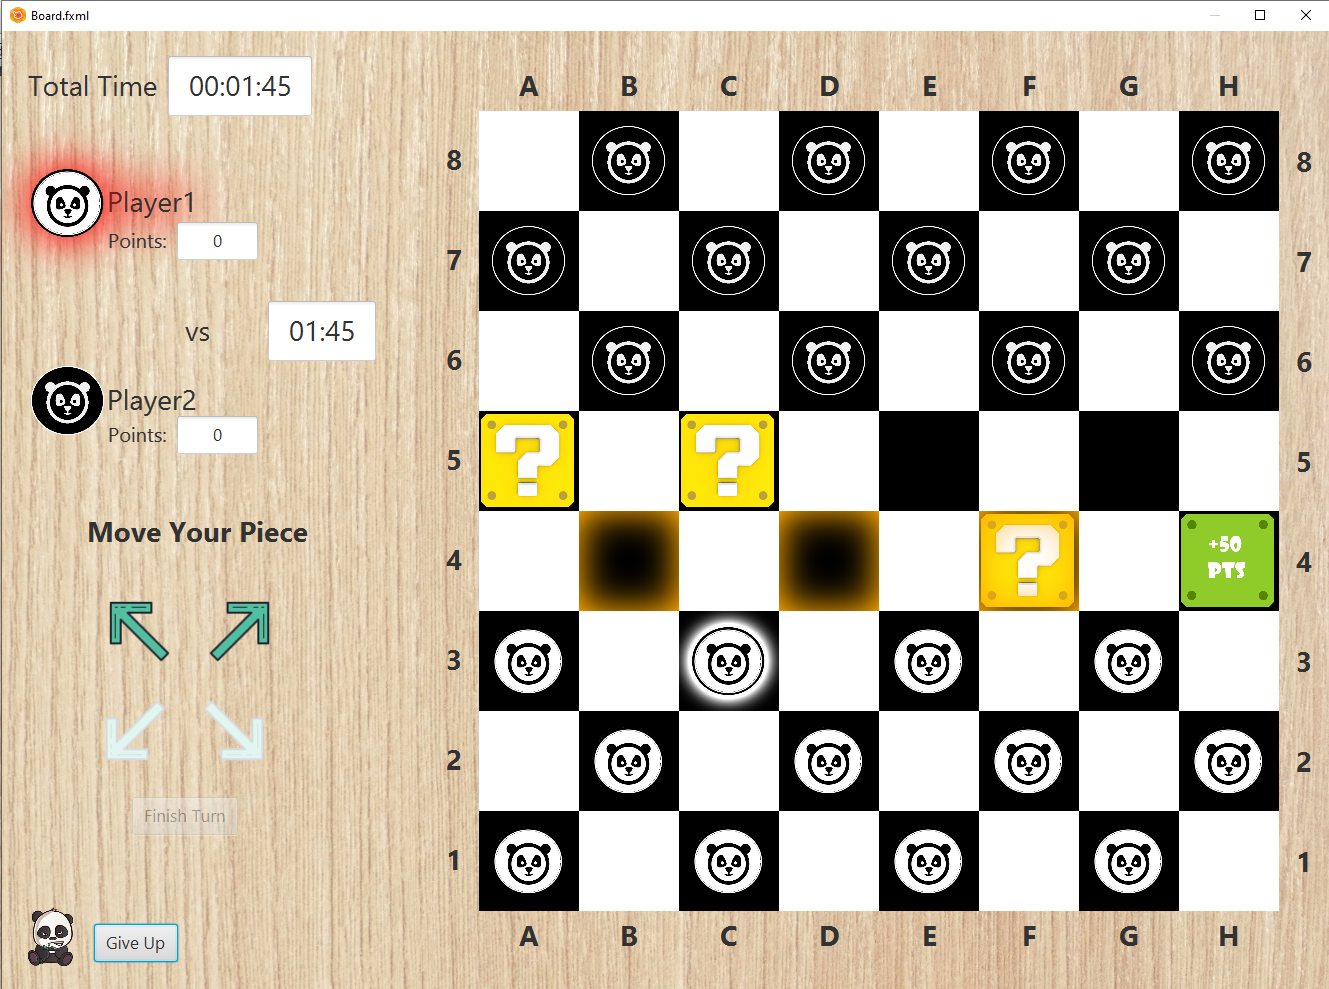 Board.fxml
Total Time 00:01:45
Player1
Points: 0
vs 01:45
Player2
Points: 0
Move Your Piece
Finish Turn
Give Up
A B C D E F G H
8 8
7 7
6 6
? ?
5 5
?
+50
PTS
4 4
3 3
2 2
1 1
A B C D E F G H